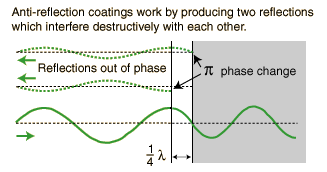 Anti-reflection coatings work by producing two reflections
which interfere destructively with each other.
Reflections out of phase
π phase change
1/4 λ